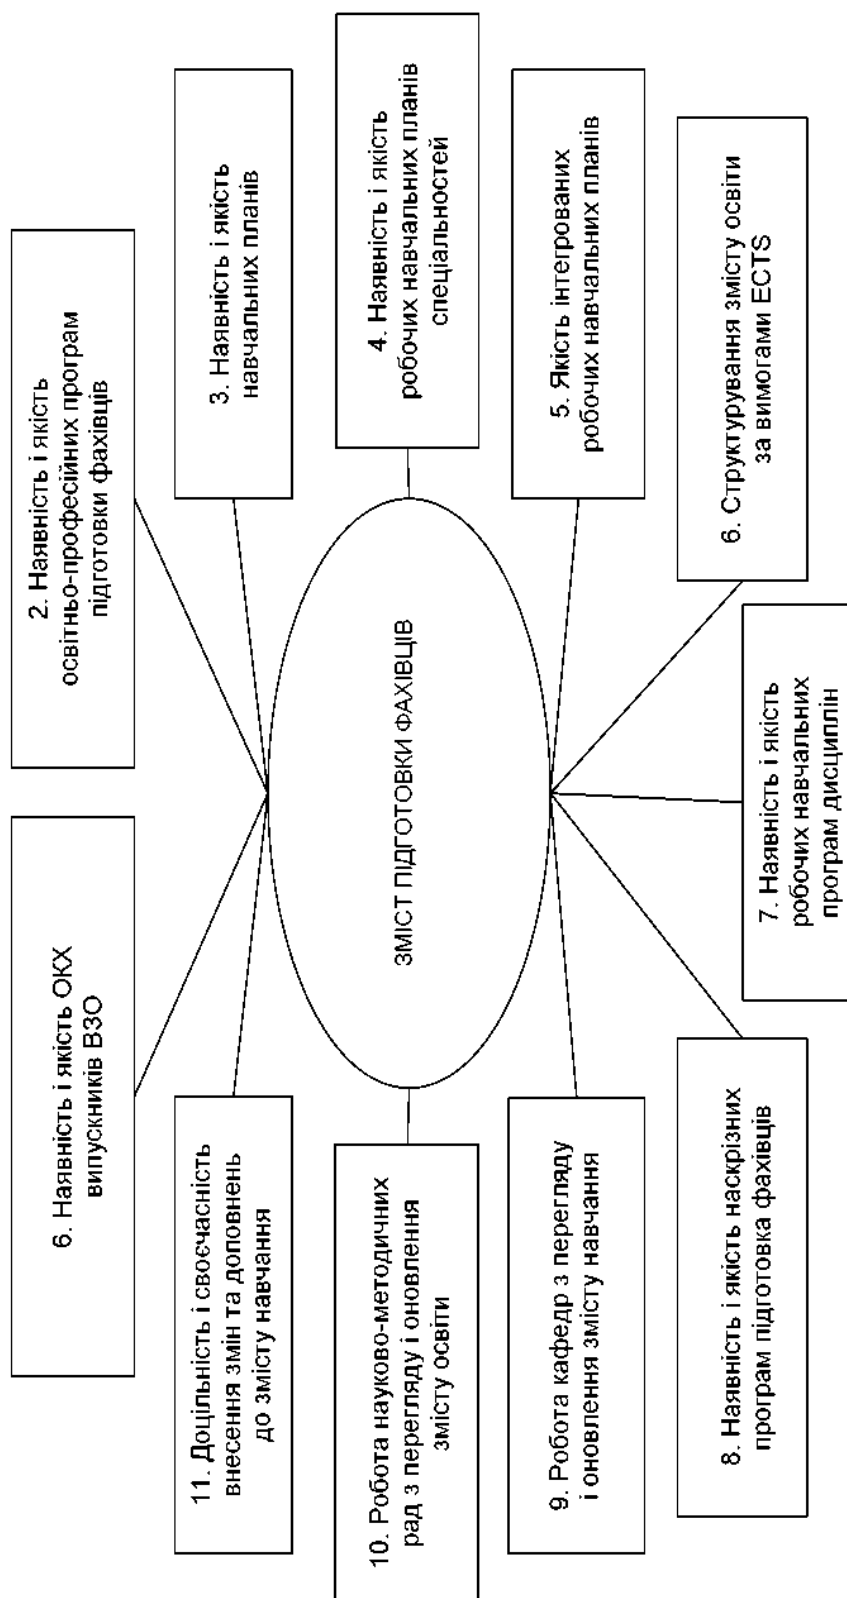 6. Наявність і якість ОКХ
випускників ВЗО
2. Наявність і якість
освітньо-професійних програм
підготовки фахівців
11. Доцільність і своєчасність
внесення змін та доповнень
до змісту навчання
3. Наявність і якість
навчальних планів
10. Робота науково-методичних
рад з перегляду і оновлення
змісту освіти
ЗМІСТ ПІДГОТОВКИ ФАХІВЦІВ
4. Наявність і якість
робочих навчальних планів
спеціальностей
9. Робота кафедр з перегляду
і оновлення змісту навчання
5. Якість інтегрованих
робочих навчальних планів
8. Наявність і якість наскрізних
програм підготовка фахівців
7. Наявність і якість
робочих навчальних
програм дисциплін
6. Структурування змісту освіти
за вимогами ECTS